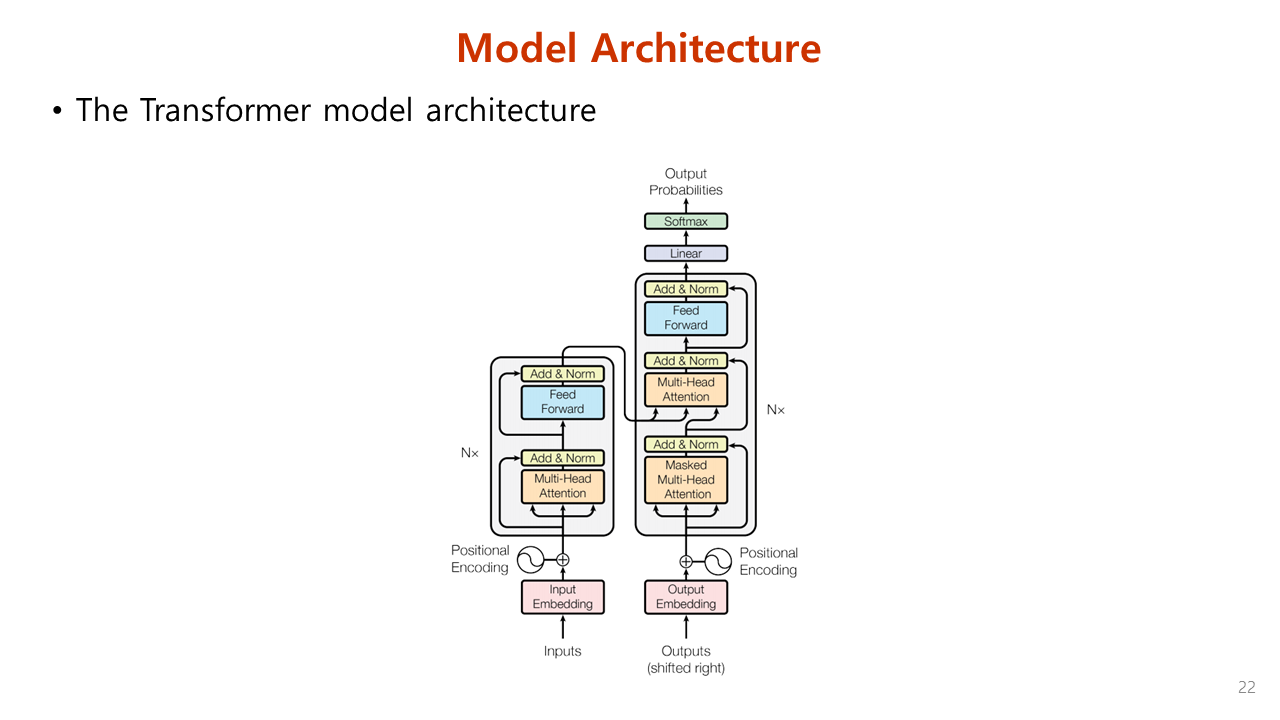 Model Architecture
• The Transformer model architecture
Output
Probabilities
Softmax
Linear
Add & Norm
Feed
Forward
Add & Norm
Multi-Head
Attention
Add & Norm
Masked
Multi-Head
Attention
N×
Add & Norm
Feed
Forward
Add & Norm
Multi-Head
Attention
N×
Positional
Encoding
Positional
Encoding
Input
Embedding
Output
Embedding
Inputs
Outputs
(shifted right)
22